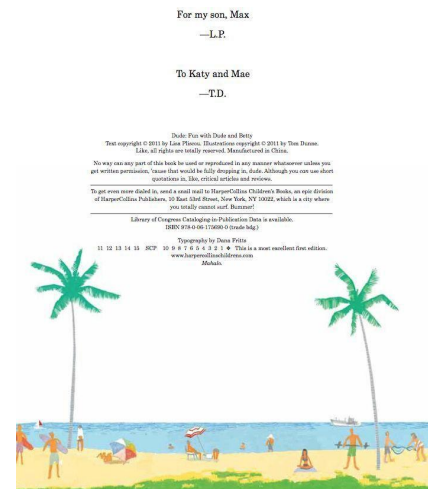 For my son, Max
—L.P.
To Katy and Mae
—T.D.
Dude: Fun with Dude and Betty
Text copyright © 2011 by Lisa Pliscou. Illustrations copyright © 2011 by Tom Dunne.
Like, all rights are totally reserved. Manufactured in China.
No way can any part of this book be used or reproduced in any manner whatsoever unless you
get written permission, 'cause that would be fully dropping in, dude. Although you can use short
quotations in, like, critical articles and reviews.
To get even more dialed in, send a snail mail to HarperCollins Children's Books, an epic division
of HarperCollins Publishers, 10 East 53rd Street, New York, NY 10022, which is a city where
you totally cannot surf. Bummer!
Library of Congress Cataloging-in-Publication Data is available.
ISBN 978-0-06-175690-0 (trade bdg.)
Typography by Dana Fritts
11 12 13 14 15 SCP 10 9 8 7 6 5 4 3 2 1 ❖ This is a most excellent first edition.
www.harpercollinschildrens.com
Mahalo.